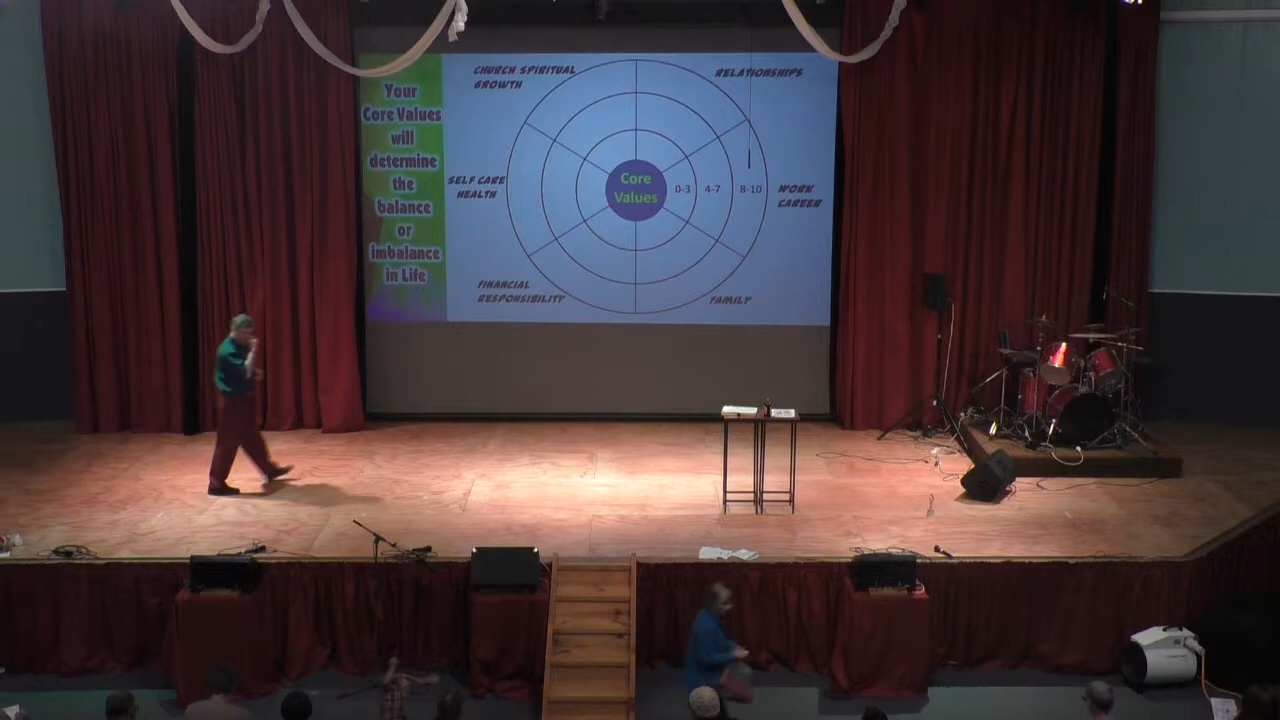 Your
Core Values
will
determine
the
balance
or
imbalance
in Life
CHURCH SPIRITUAL
GROWTH
RELATIONSHIPS
SELF CARE
HEALTH
Core
Values
0-3
4-7
8-10
WORK
CAREER
FINANCIAL
RESPONSIBILITY
FAMILY